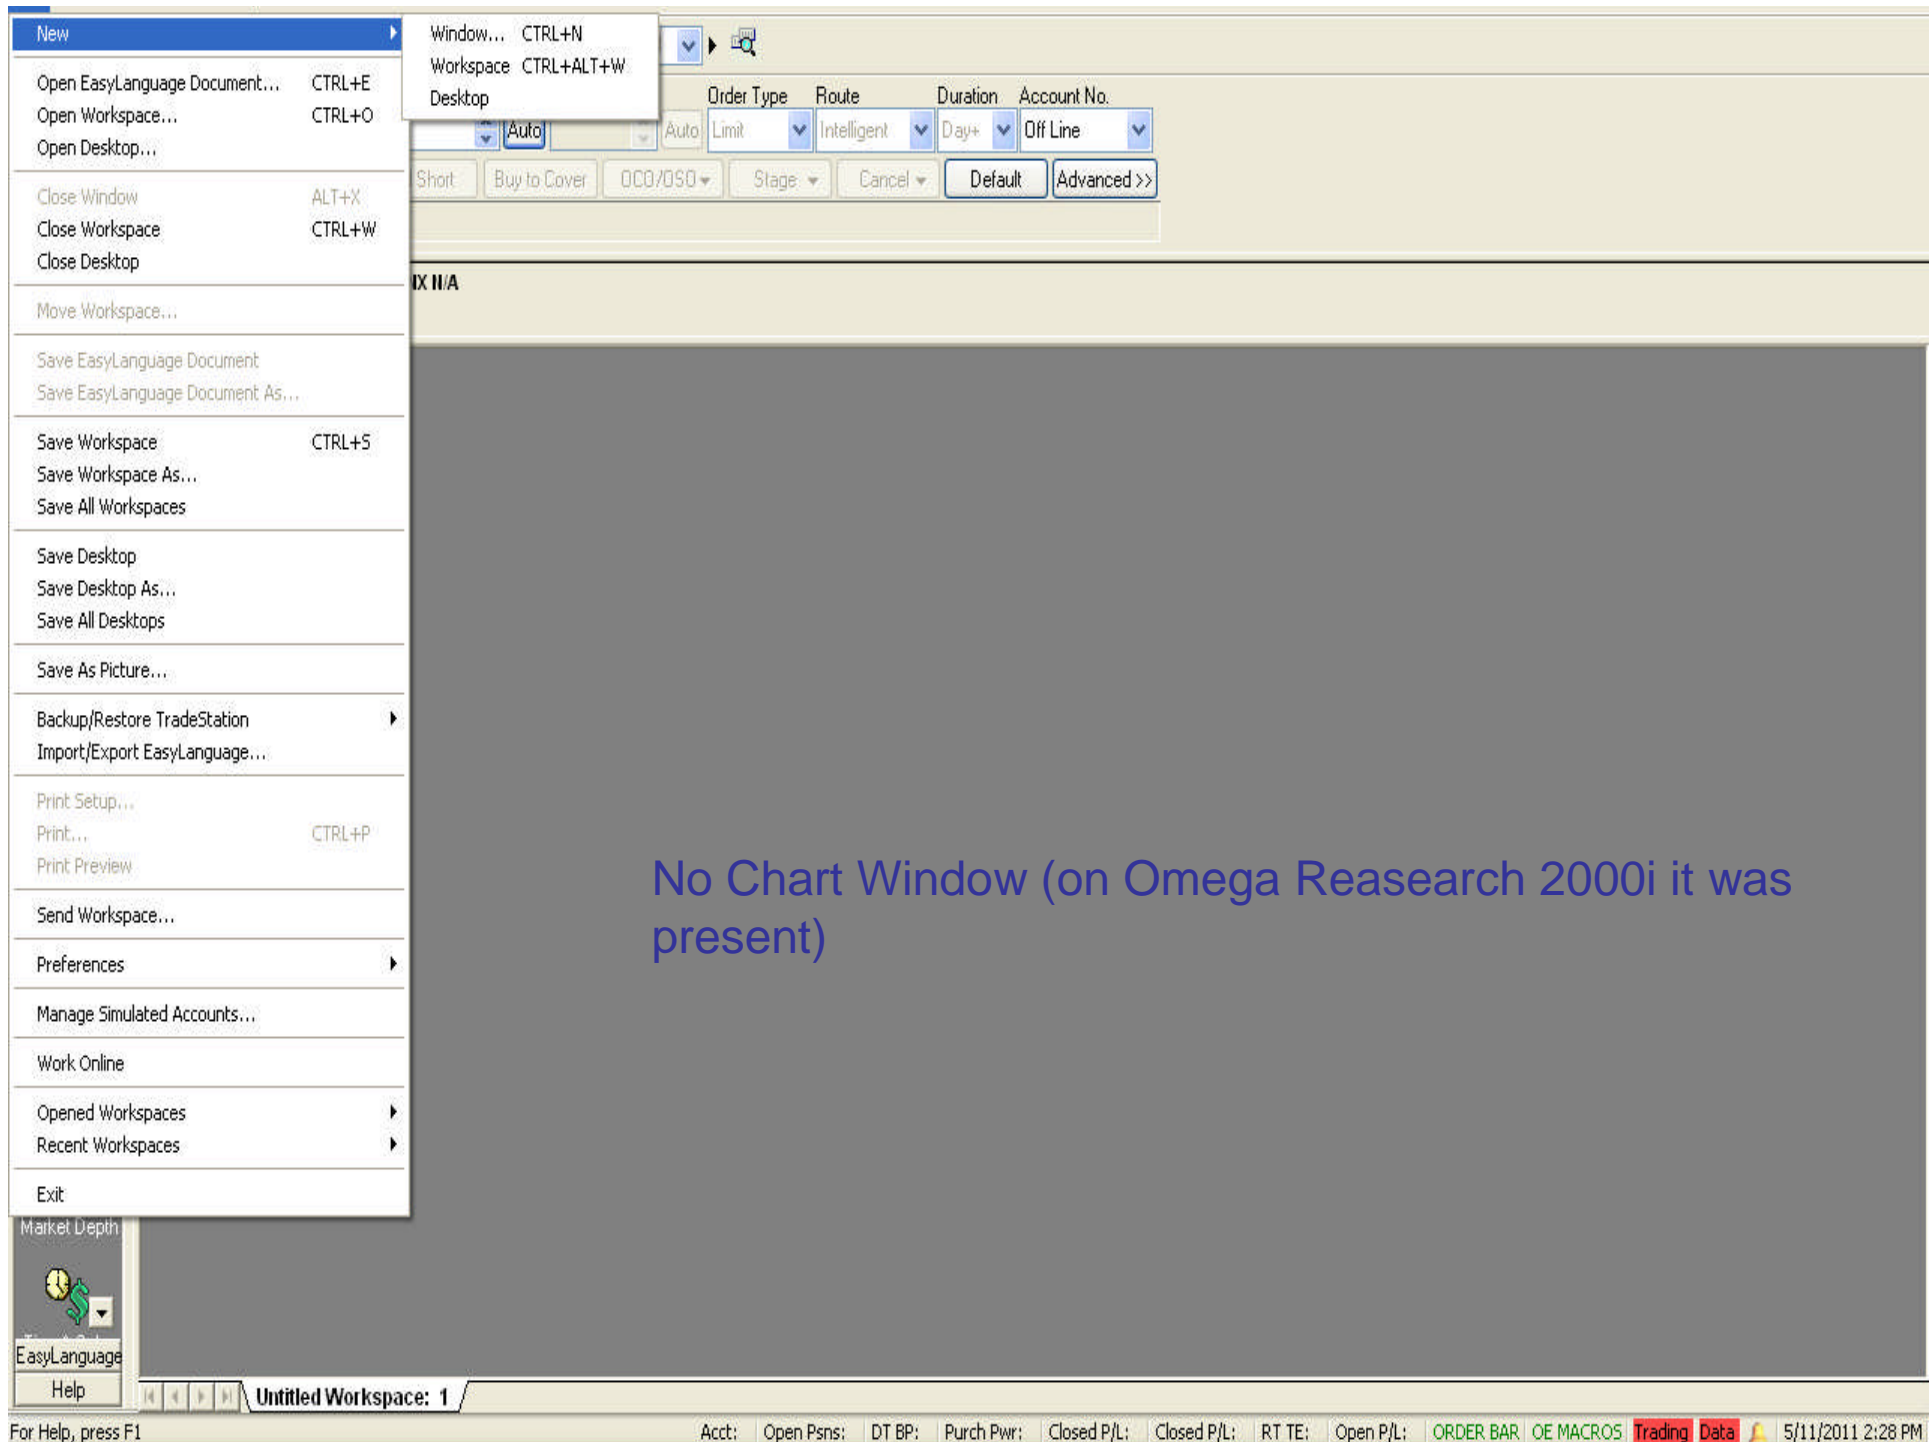 New
Window... CTRL+N
Workspace CTRL+ALT+W
Desktop
Open EasyLanguage Document... CTRL+E
Open Workspace... CTRL+O
Open Desktop...
Close Window ALT+X
Close Workspace CTRL+W
Close Desktop
Move Workspace...
Save EasyLanguage Document
Save EasyLanguage Document As...
Save Workspace CTRL+S
Save Workspace As...
Save All Workspaces
Save Desktop
Save Desktop As...
Save All Desktops
Save As Picture...
Backup/Restore TradeStation
Import/Export EasyLanguage...
Print Setup...
Print... CTRL+P
Print Preview
Send Workspace...
Preferences
Manage Simulated Accounts...
Work Online
Opened Workspaces
Recent Workspaces
Exit
Order Type Route Duration Account No.
Auto Auto Limit Intelligent Day+ Off Line
Short Buy to Cover OCO/OSO Stage Cancel Default Advanced >>
N/A
No Chart Window (on Omega Reasearch 2000i it was
present)
Market Depth
EasyLanguage
Help
Untitled Workspace: 1
For Help, press F1
Acct: Open Psns: DT BP: Purch Pwr: Closed P/L: Closed P/L: RT TE: Open P/L: ORDER BAR OE MACROS Trading Data 5/11/2011 2:28 PM